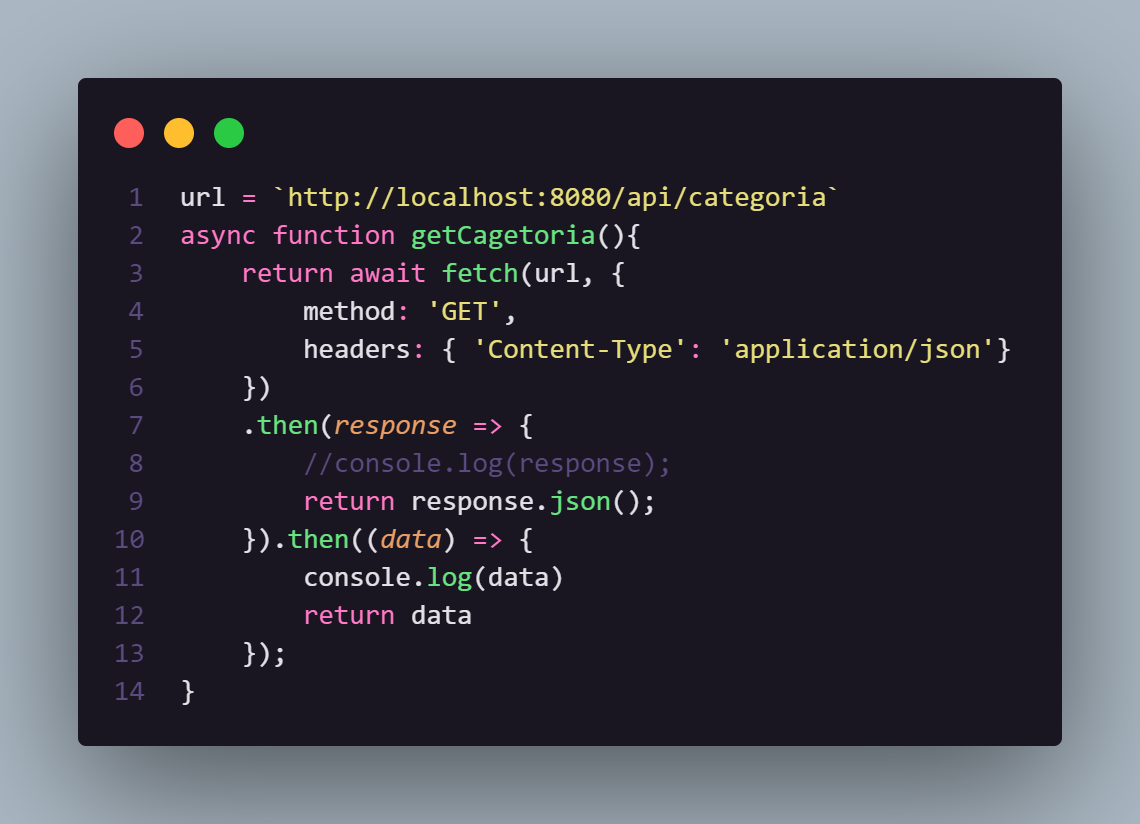 1 url = `http://localhost:8080/api/categoria`
2 async function getCagetoria(){
3     return await fetch(url, {
4         method: 'GET',
5         headers: { 'Content-Type': 'application/json'}
6     })
7     .then(response => {
8         //console.log(response);
9         return response.json();
10     }).then((data) => {
11         console.log(data)
12         return data
13     });
14 }